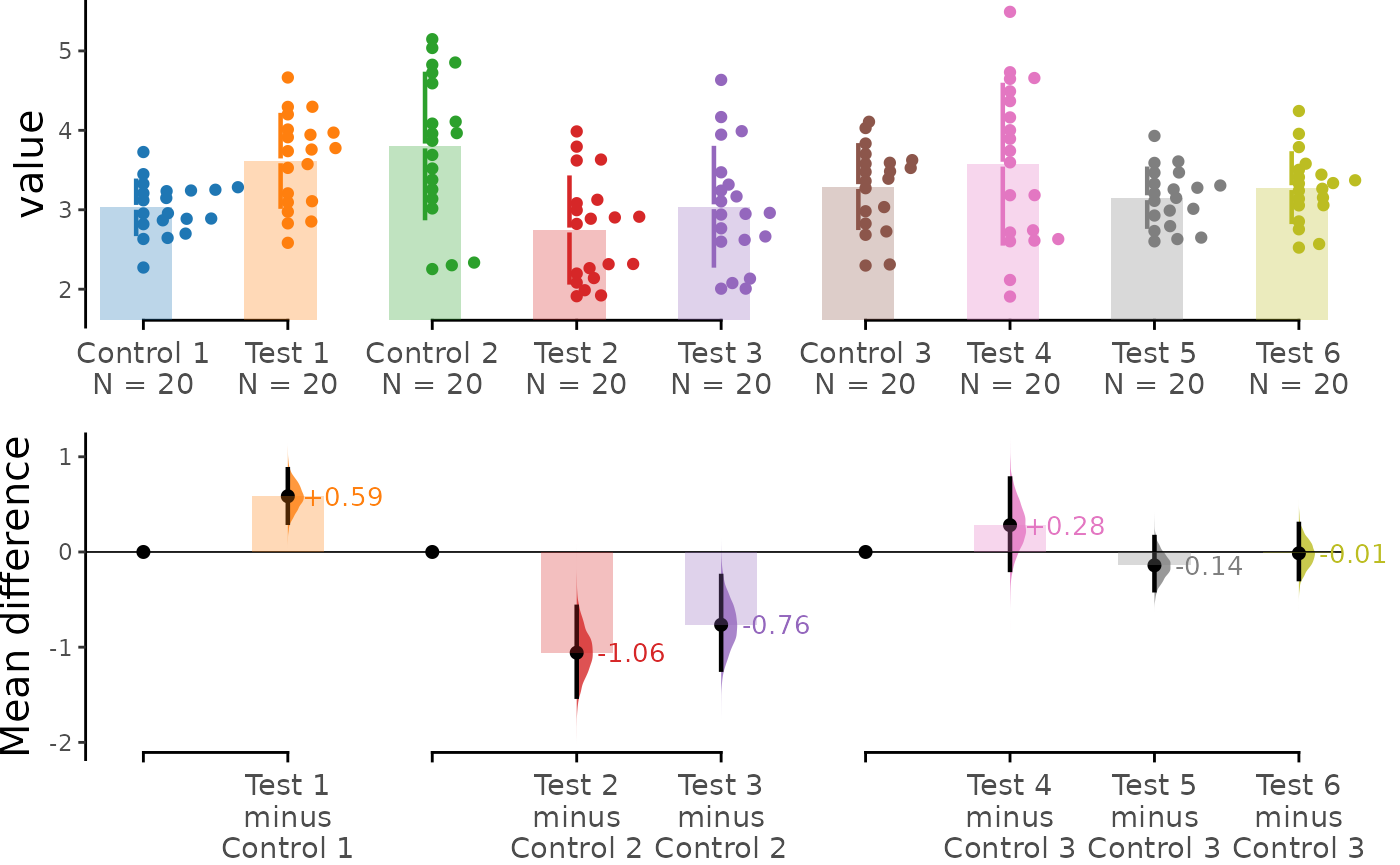 value
5
4
3
2
Control 1 Test 1 Control 2 Test 2 Test 3 Control 3 Test 4 Test 5 Test 6
N = 20 N = 20 N = 20 N = 20 N = 20 N = 20 N = 20 N = 20 N = 20
Mean difference
1
0
-1
-2
+0.59
-1.06
-0.76
+0.28
-0.14
-0.01
Test 1 Test 2 Test 3 Test 4 Test 5 Test 6
minus minus minus minus minus minus
Control 1 Control 2 Control 2 Control 3 Control 3 Control 3